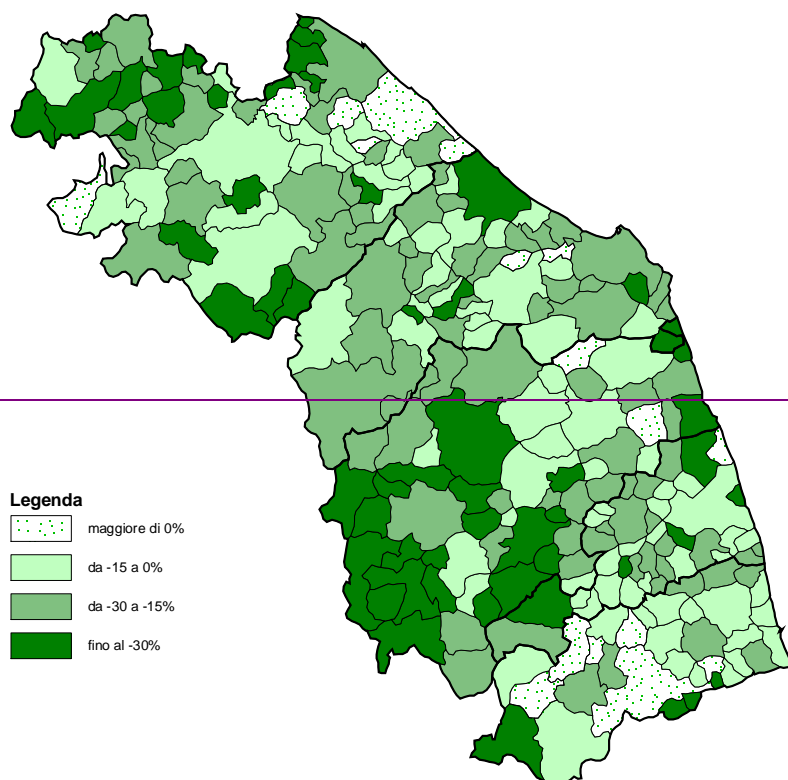 Legenda
maggiore di 0%
da -15 a 0%
da -30 a -15%
fino al -30%